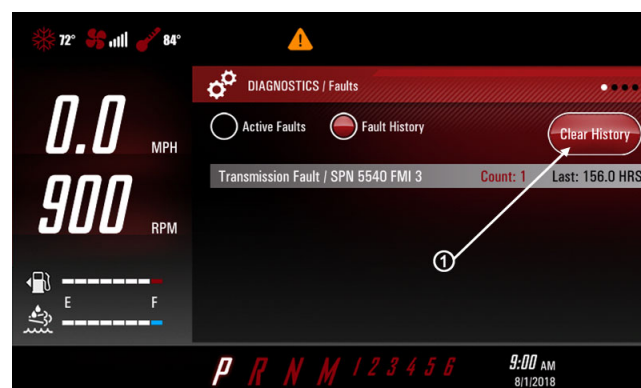 72° 84°
DIAGNOSTICS / Faults
Active Faults Fault History Clear History
0.0 MPH
Transmission Fault / SPN 5540 FMI 3 Count: 1 Last: 156.0 HRS
900 RPM
1
E F
P R N M 1 2 3 4 5 6 9:00 AM
8/1/2018